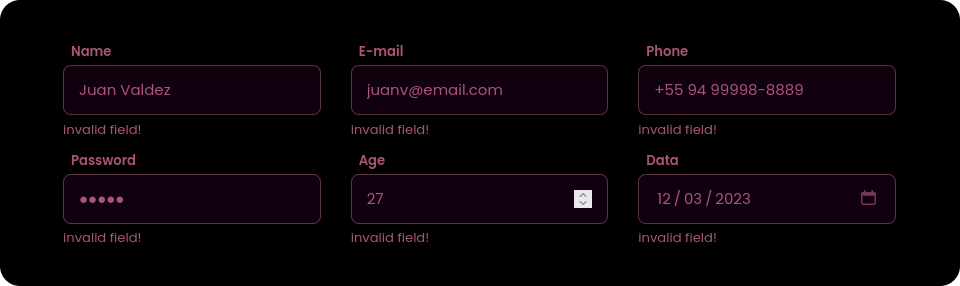 Name
E-mail
Phone
Juan Valdez
juanv@email.com
+55 94 99998-8889
invalid field!
invalid field!
invalid field!
Password
Age
Data
●●●●●
27
12 / 03 / 2023
invalid field!
invalid field!
invalid field!